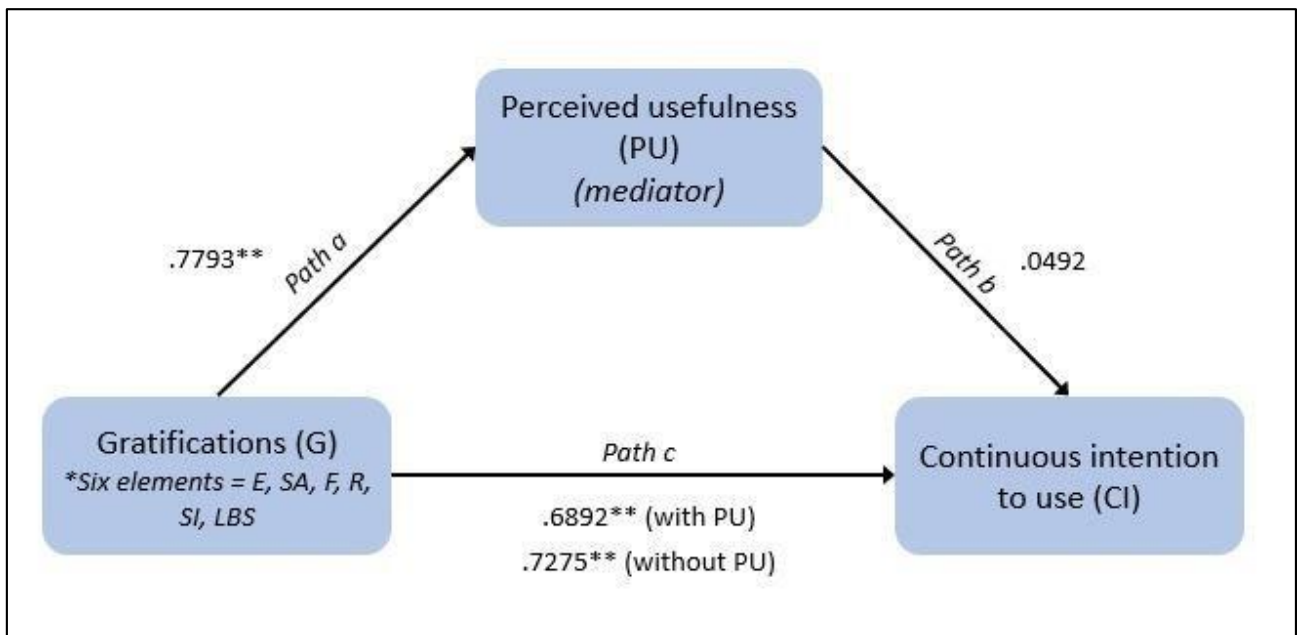 Perceived usefulness
(PU)
(mediator)
.7793**
Path a
Path b
.0492
Gratifications (G)
*Six elements = E, SA, F, R,
SI, LBS
Path c
.6892** (with PU)
.7275** (without PU)
Continuous intention
to use (CI)